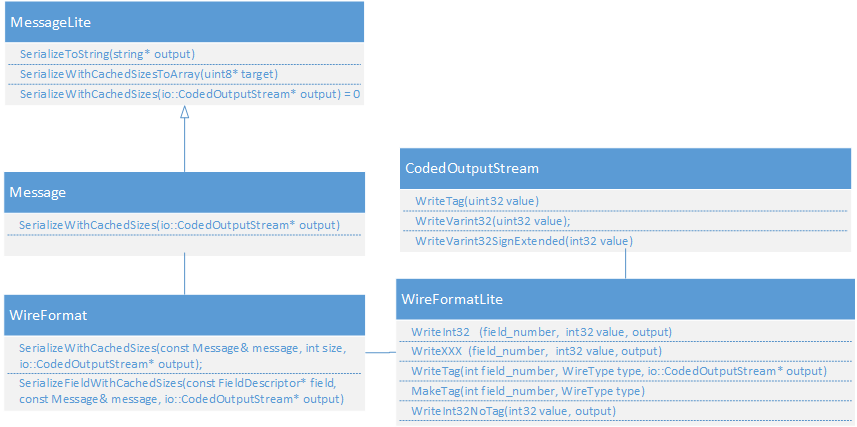 MessageLite
SerializeToString(string* output)
SerializeWithCachedSizesToArray(uint8* target)
SerializeWithCachedSizes(io::CodedOutputStream* output) = 0
Message
SerializeWithCachedSizes(io::CodedOutputStream* output)
CodedOutputStream
WriteTag(uint32 value)
WriteVarint32(uint32 value);
WriteVarint32SignExtended(int32 value)
WireFormat
SerializeWithCachedSizes(const Message& message, int size,
io::CodedOutputStream* output);
SerializeFieldWithCachedSizes(const FieldDescriptor* field,
const Message& message, io::CodedOutputStream* output)
WireFormatLite
WriteInt32 (field_number, int32 value, output)
WriteXXX (field_number, int32 value, output)
WriteTag(int field_number, WireType type, io::CodedOutputStream* output)
MakeTag(int field_number, WireType type)
WriteInt32NoTag(int32 value, output)